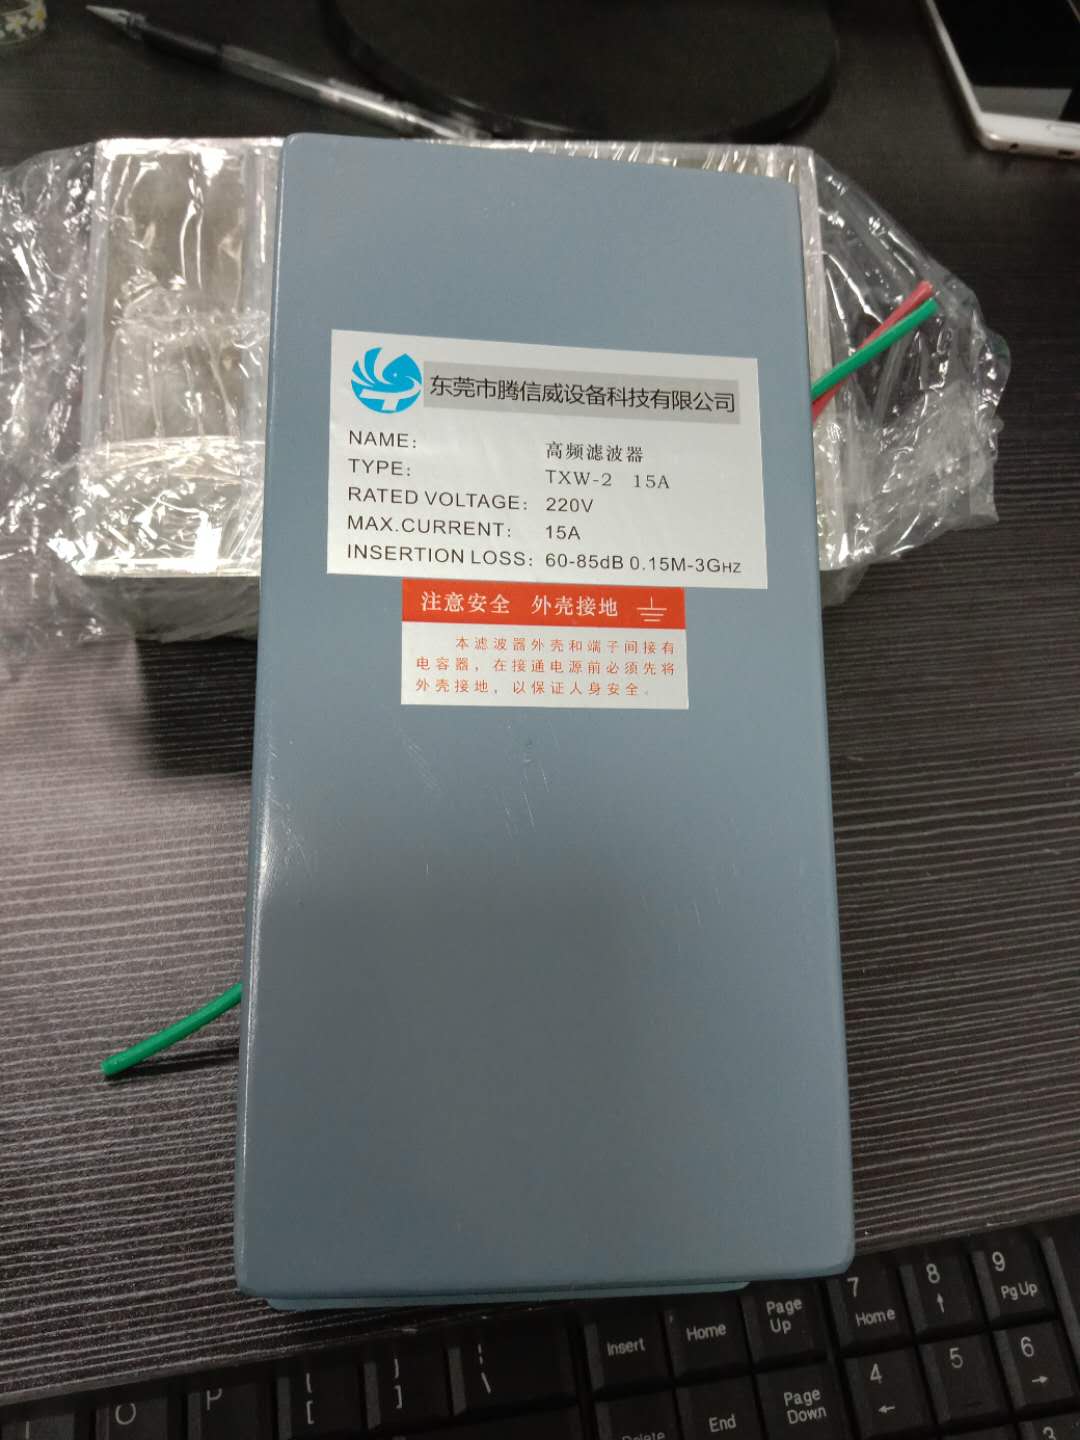 东莞市腾信威设备科技有限公司
NAME: 高频滤波器
TYPE: TXW-2 15A
RATED VOLTAGE: 220V
MAX.CURRENT: 15A
INSERTION LOSS: 60-85dB 0.15M-3GHZ
注意安全 外壳接地
本滤波器外壳和端子间接有
电容器，在接通电源前必须先将
外壳接地，以保证人身安全。
7 Home
8 ↑
9 PgUp
Insert
Home
Page Up
4 ←
5
6 →
O
P
[
]
\
Delete
End
Page Down
3